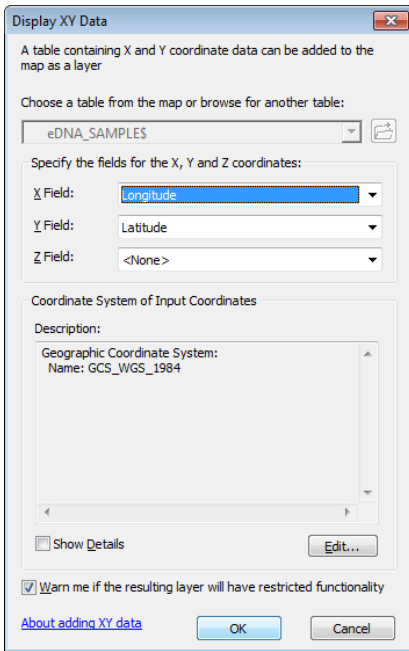 Display XY Data
A table containing X and Y coordinate data can be added to the
map as a layer
Choose a table from the map or browse for another table:
eDNA_SAMPLE$
Specify the fields for the X, Y and Z coordinates:
X Field: Longitude
Y Field: Latitude
Z Field: <None>
Coordinate System of Input Coordinates
Description:
Geographic Coordinate System:
Name: GCS_WGS_1984
Show Details Edit...
Warn me if the resulting layer will have restricted functionality
About adding XY data OK Cancel